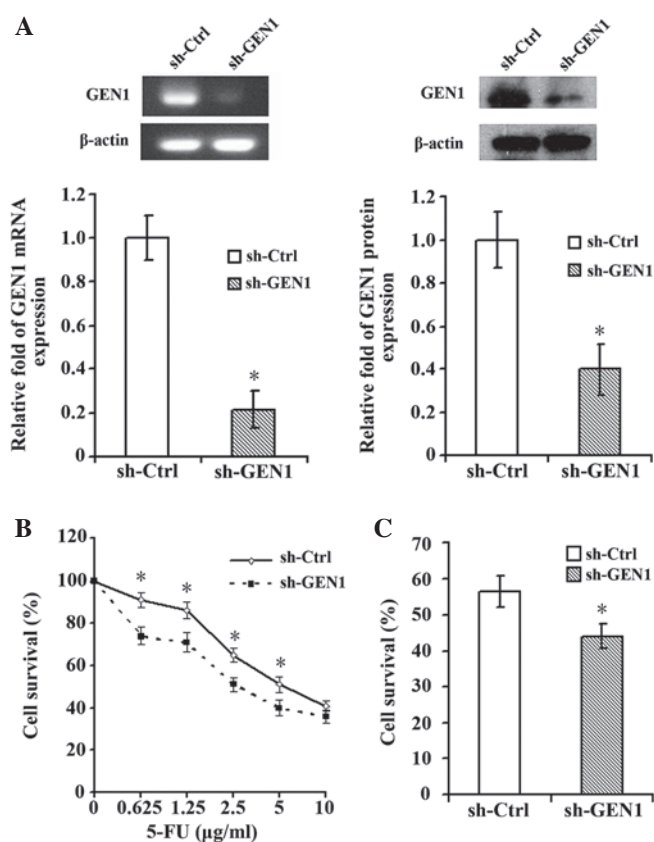 A
sh-Ctrl
sh-GEN1
GEN1
β-actin
Relative fold of GEN1 mRNA
expression
1.2
1.0
0.8
0.6
0.4
0.2
0
*
sh-Ctrl
sh-GEN1
sh-Ctrl
sh-GEN1
sh-Ctrl
sh-GEN1
GEN1
β-actin
Relative fold of GEN1 protein
expression
1.2
1.0
0.8
0.6
0.4
0.2
0
*
sh-Ctrl
sh-GEN1
sh-Ctrl
sh-GEN1
B
Cell survival (%)
120
100
80
60
40
20
0
* * * *
sh-Ctrl
sh-GEN1
0 0.625 1.25 2.5 5 10
5-FU (μg/ml)
C
Cell survival (%)
70
60
50
40
30
20
10
0
*
sh-Ctrl
sh-GEN1
sh-Ctrl
sh-GEN1